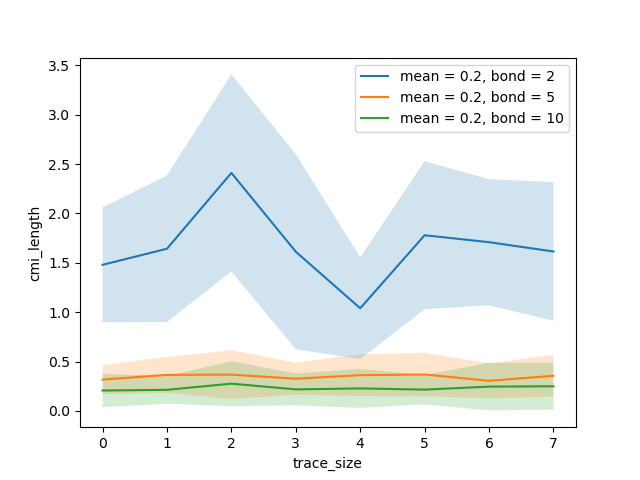 3.5
3.0
2.5
2.0
1.5
1.0
0.5
0.0
cmi_length
mean = 0.2, bond = 2
mean = 0.2, bond = 5
mean = 0.2, bond = 10
0 1 2 3 4 5 6 7
trace_size